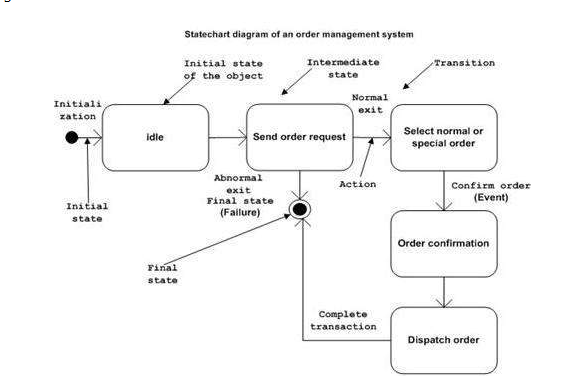 Statechart diagram of an order management system
Initial state
of the object
Intermediate
state
Transition
Initiali
zation
Normal
exit
idle
Send order request
Select normal or
special order
Abnormal
exit
Final state
(Failure)
Action
Confirm order
(Event)
Initial
state
Order confirmation
Final
state
Complete
transaction
Dispatch order